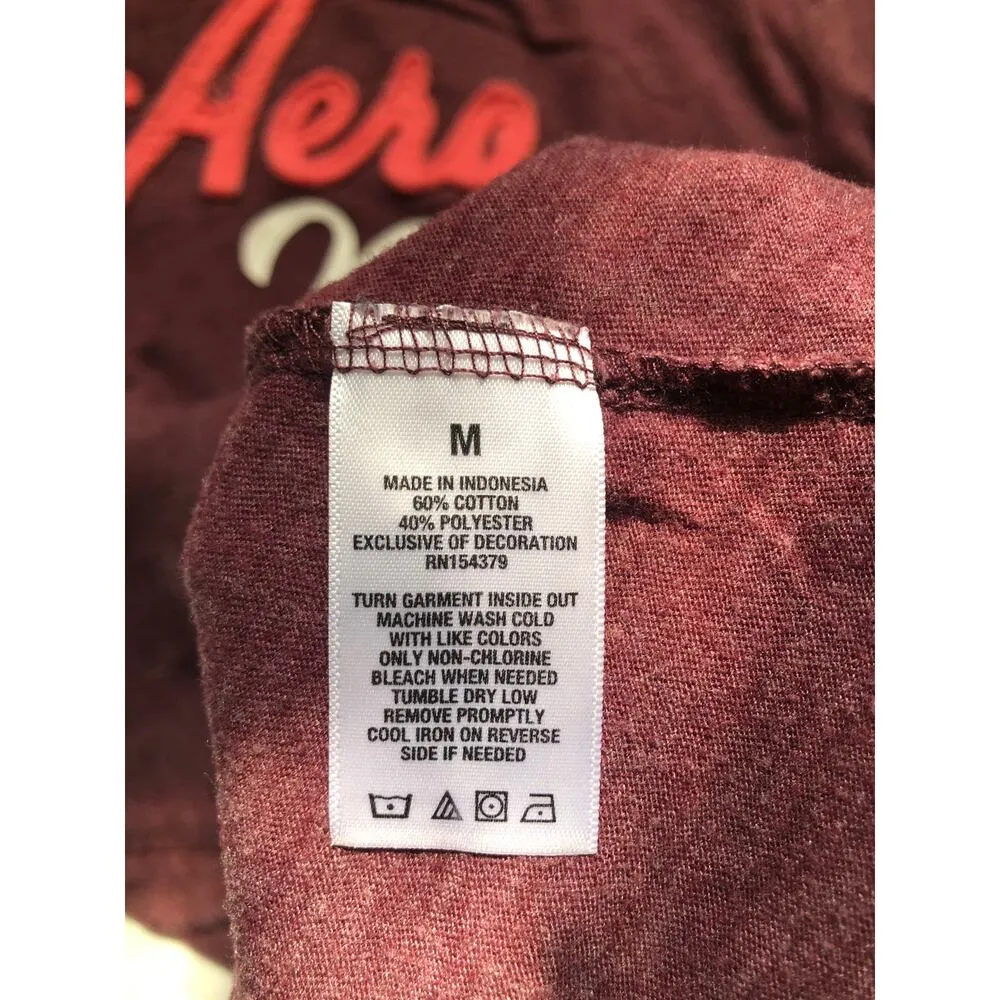 Aero
M
MADE IN INDONESIA
60% COTTON
40% POLYESTER
EXCLUSIVE OF DECORATION
RN154379
TURN GARMENT INSIDE OUT
MACHINE WASH COLD
WITH LIKE COLORS
ONLY NON-CHLORINE
BLEACH WHEN NEEDED
TUMBLE DRY LOW
REMOVE PROMPTLY
COOL IRON ON REVERSE
SIDE IF NEEDED